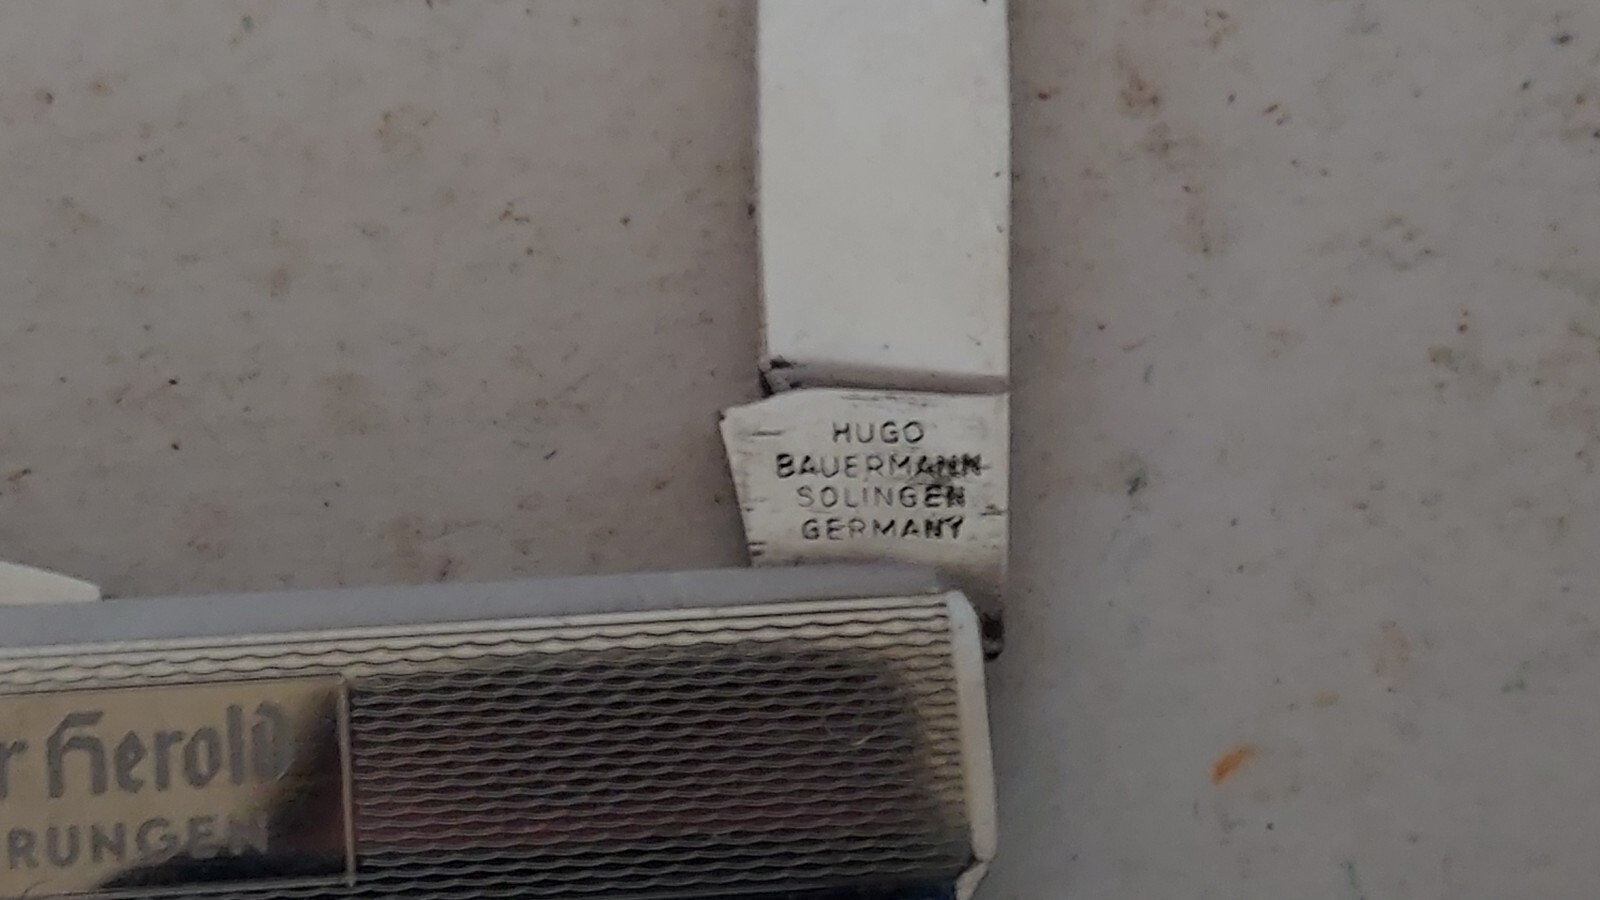 HUGO
BAUERMANN
SOLINGEN
GERMANY
r Herold
RUNGEN